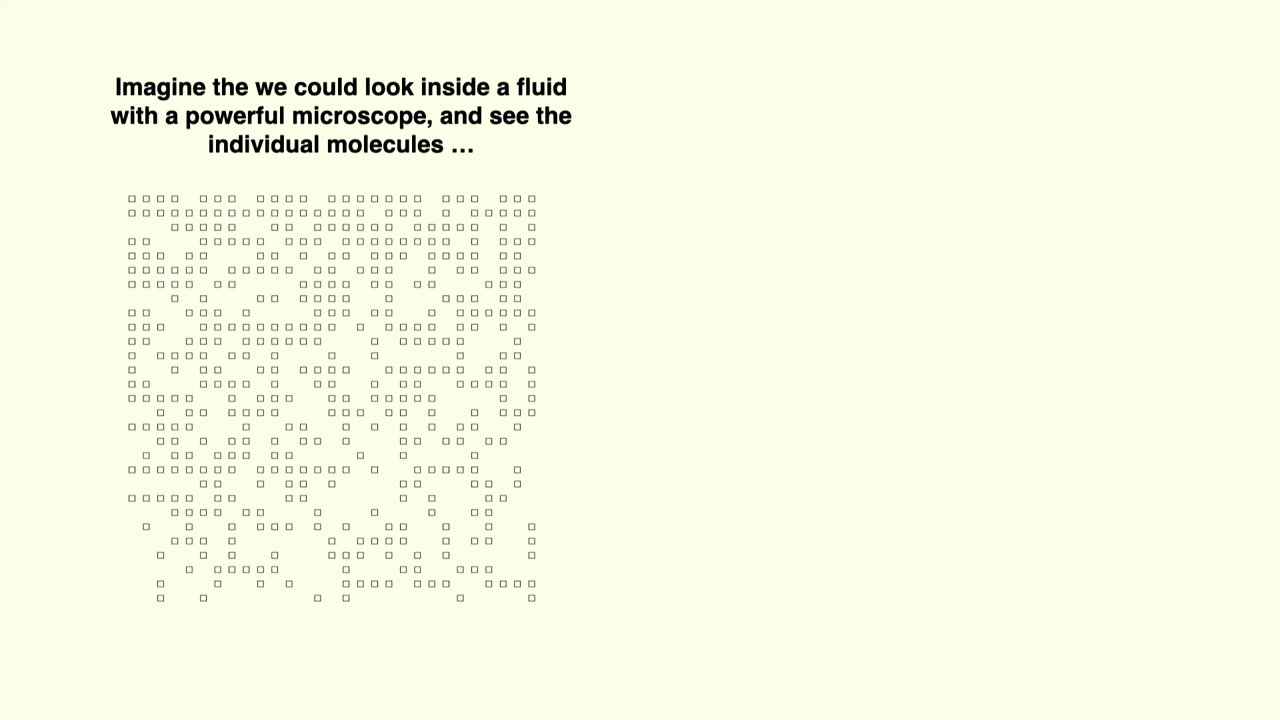 Imagine the we could look inside a fluid
with a powerful microscope, and see the
individual molecules …